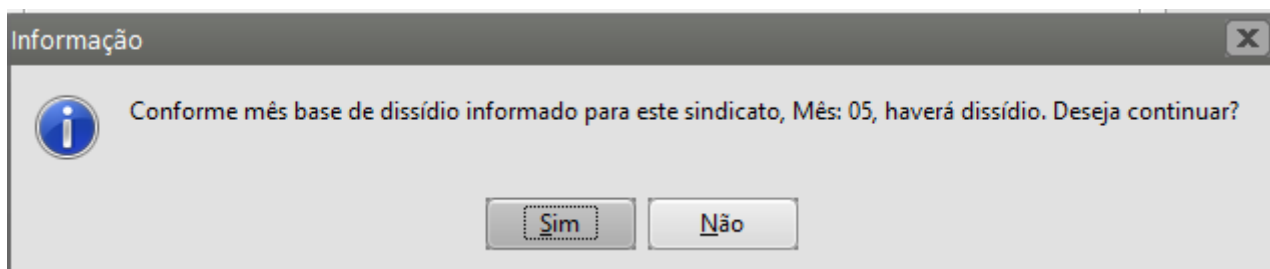 Informação
Conforme mês base de dissídio informado para este sindicato, Mês: 05, haverá dissídio. Deseja continuar?
Sim
Não